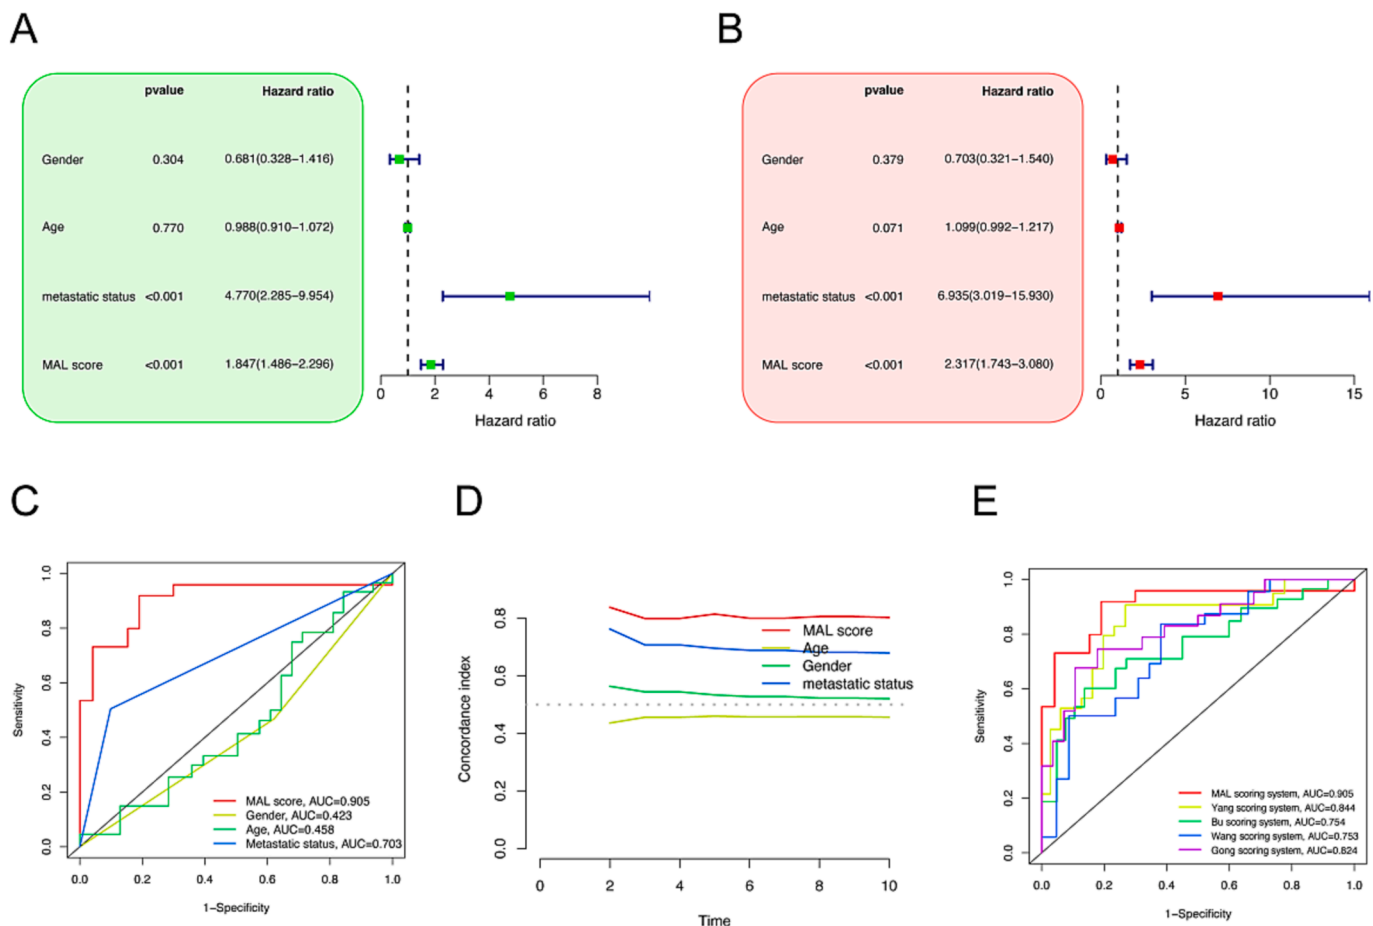 A
B
pvalue Hazard ratio
Gender 0.304 0.681(0.328−1.416)
Age 0.770 0.988(0.910−1.072)
metastatic status <0.001 4.770(2.285−9.954)
MAL score <0.001 1.847(1.486−2.296)
0 2 4 6 8
Hazard ratio
pvalue Hazard ratio
Gender 0.379 0.703(0.321−1.540)
Age 0.071 1.099(0.992−1.217)
metastatic status <0.001 6.935(3.019−15.930)
MAL score <0.001 2.317(1.743−3.080)
0 5 10 15
Hazard ratio
C
D
E
Sensitivity
1.0
0.8
0.6
0.4
0.2
0.0
MAL score, AUC=0.905
Gender, AUC=0.423
Age, AUC=0.458
Metastatic status, AUC=0.703
0.0 0.2 0.4 0.6 0.8 1.0
1−Specificity
Concordance index
0.8
0.6
0.4
0.2
0.0
MAL score
Age
Gender
metastatic status
0 2 4 6 8 10
Time
Sensitivity
1.0
0.8
0.6
0.4
0.2
0.0
MAL scoring system, AUC=0.905
Yang scoring system, AUC=0.844
Bu scoring system, AUC=0.754
Wang scoring system, AUC=0.753
Gong scoring system, AUC=0.824
0.0 0.2 0.4 0.6 0.8 1.0
1−Specificity